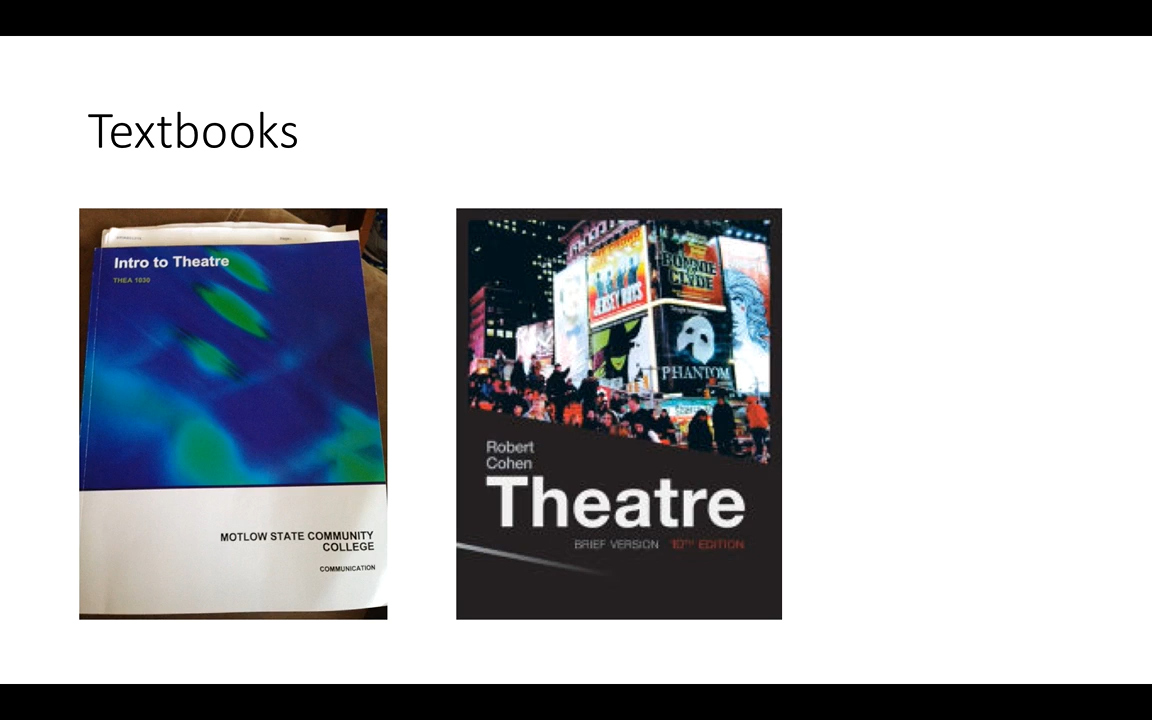 Textbooks
Intro to Theatre
THEA 1030
MOTLOW STATE COMMUNITY
COLLEGE
COMMUNICATION
JERSEY BOYS
BONNIE
CLYDE
PHANTOM
Robert
Cohen
Theatre
BRIEF VERSION 10TH EDITION